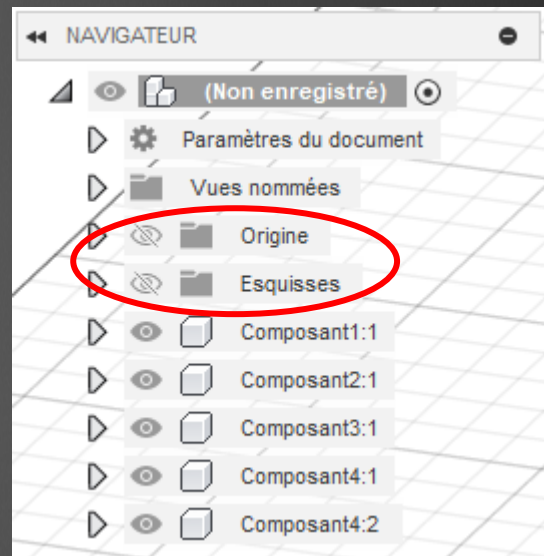 NAVIGATEUR
(Non enregistré)
Paramètres du document
Vues nommées
Origine
Esquisses
Composant1:1
Composant2:1
Composant3:1
Composant4:1
Composant4:2